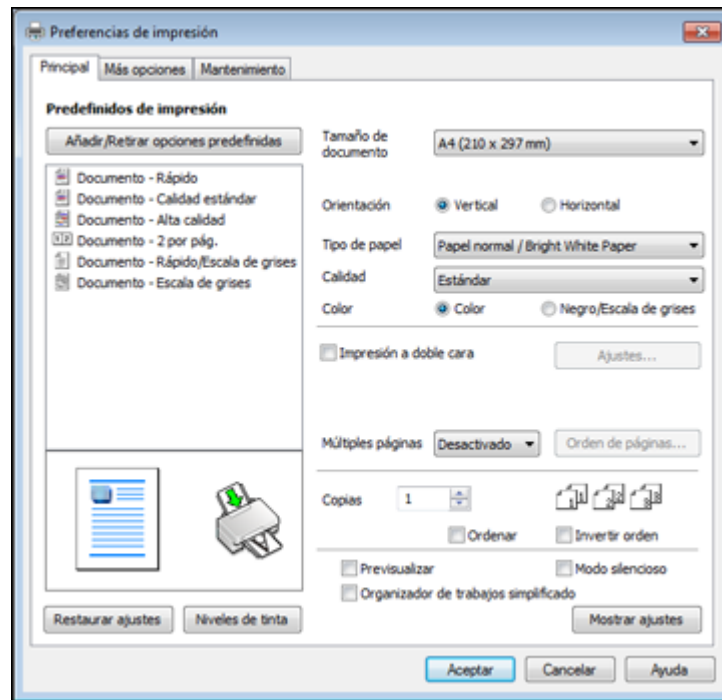 Preferencias de impresión
Principal
Más opciones
Mantenimiento
Predefinidos de impresión
Añadir/Retirar opciones predefinidas
Documento - Rápido
Documento - Calidad estándar
Documento - Alta calidad
Documento - 2 por pág.
Documento - Rápido/Escala de grises
Documento - Escala de grises
Restaurar ajustes
Niveles de tinta
Tamaño de
documento
A4 (210 x 297 mm)
Orientación
Vertical
Horizontal
Tipo de papel
Papel normal / Bright White Paper
Calidad
Estándar
Color
Color
Negro/Escala de grises
Impresión a doble cara
Ajustes...
Múltiples páginas
Desactivado
Orden de páginas...
Copias
1
Ordenar
Invertir orden
Previsualizar
Modo silencioso
Organizador de trabajos simplificado
Mostrar ajustes
Aceptar
Cancelar
Ayuda